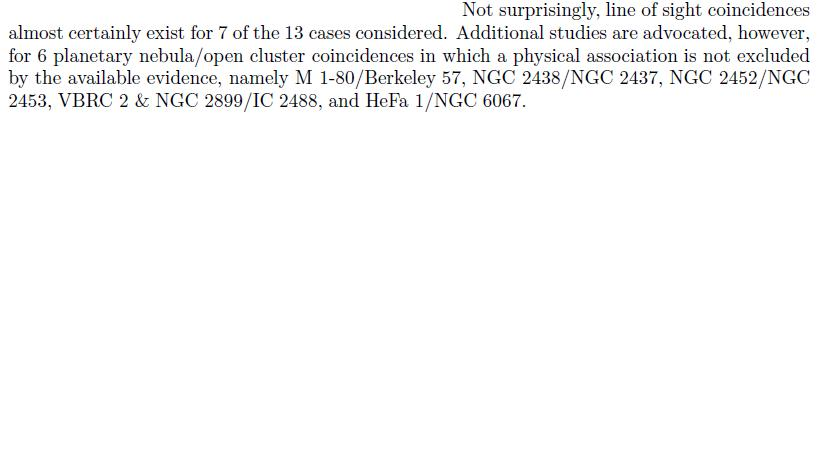 Not surprisingly, line of sight coincidences
almost certainly exist for 7 of the 13 cases considered. Additional studies are advocated, however,
for 6 planetary nebula/open cluster coincidences in which a physical association is not excluded
by the available evidence, namely M 1-80/Berkeley 57, NGC 2438/NGC 2437, NGC 2452/NGC
2453, VBRC 2 & NGC 2899/IC 2488, and HeFa 1/NGC 6067.